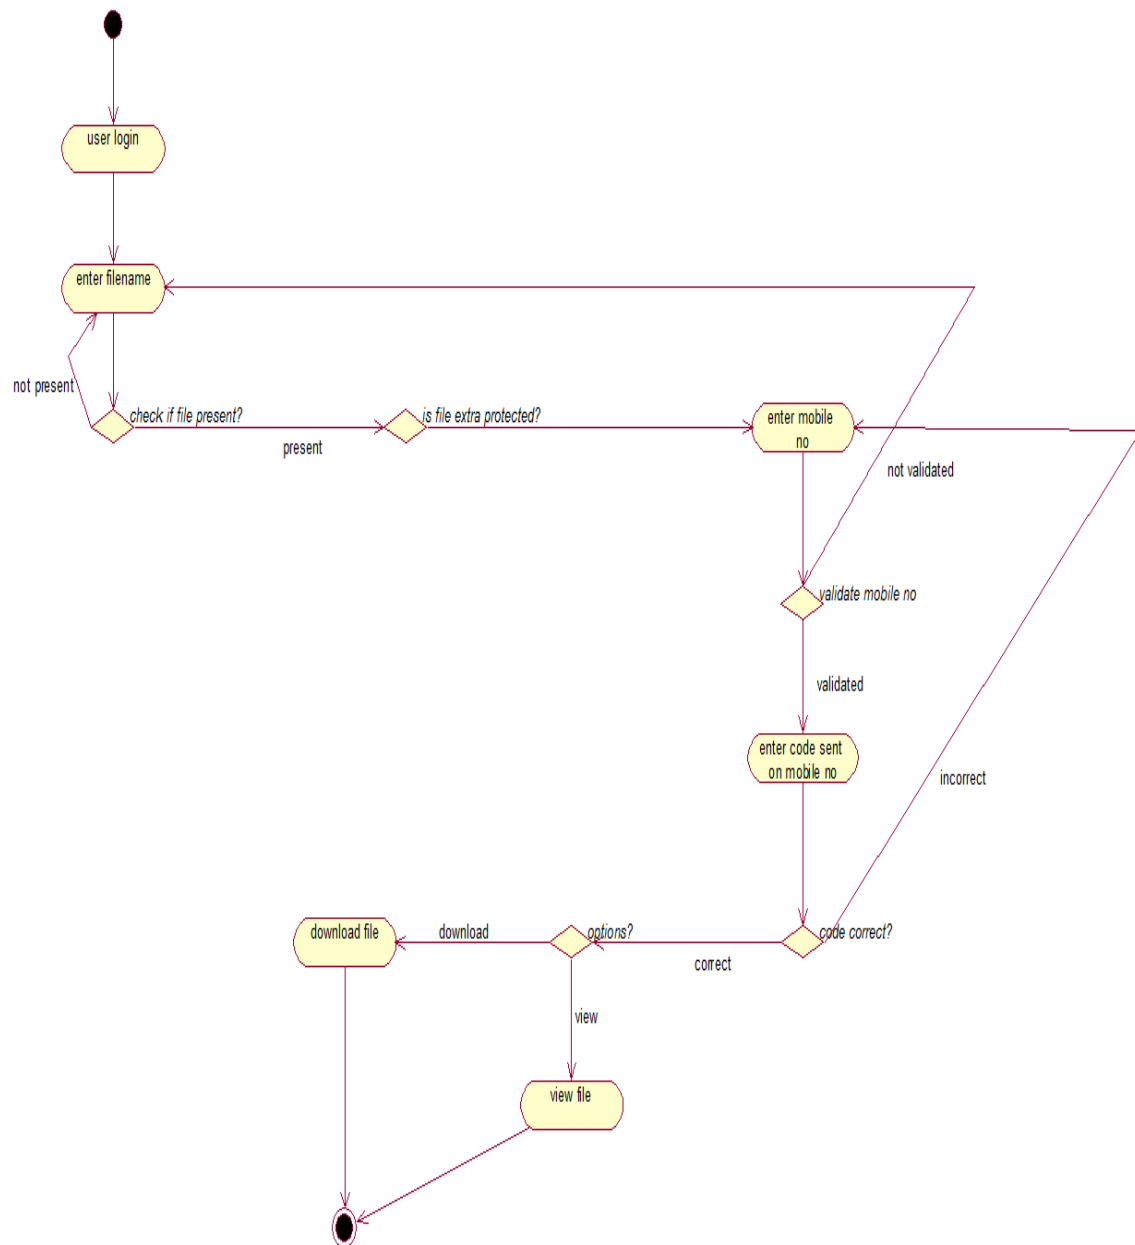 user login
enter filename
not present
check if file present?
is file extra protected?
present
enter mobile
no
not validated
validate mobile no
validated
enter code sent
on mobile no
incorrect
download file
download
options?
code correct?
correct
view
view file